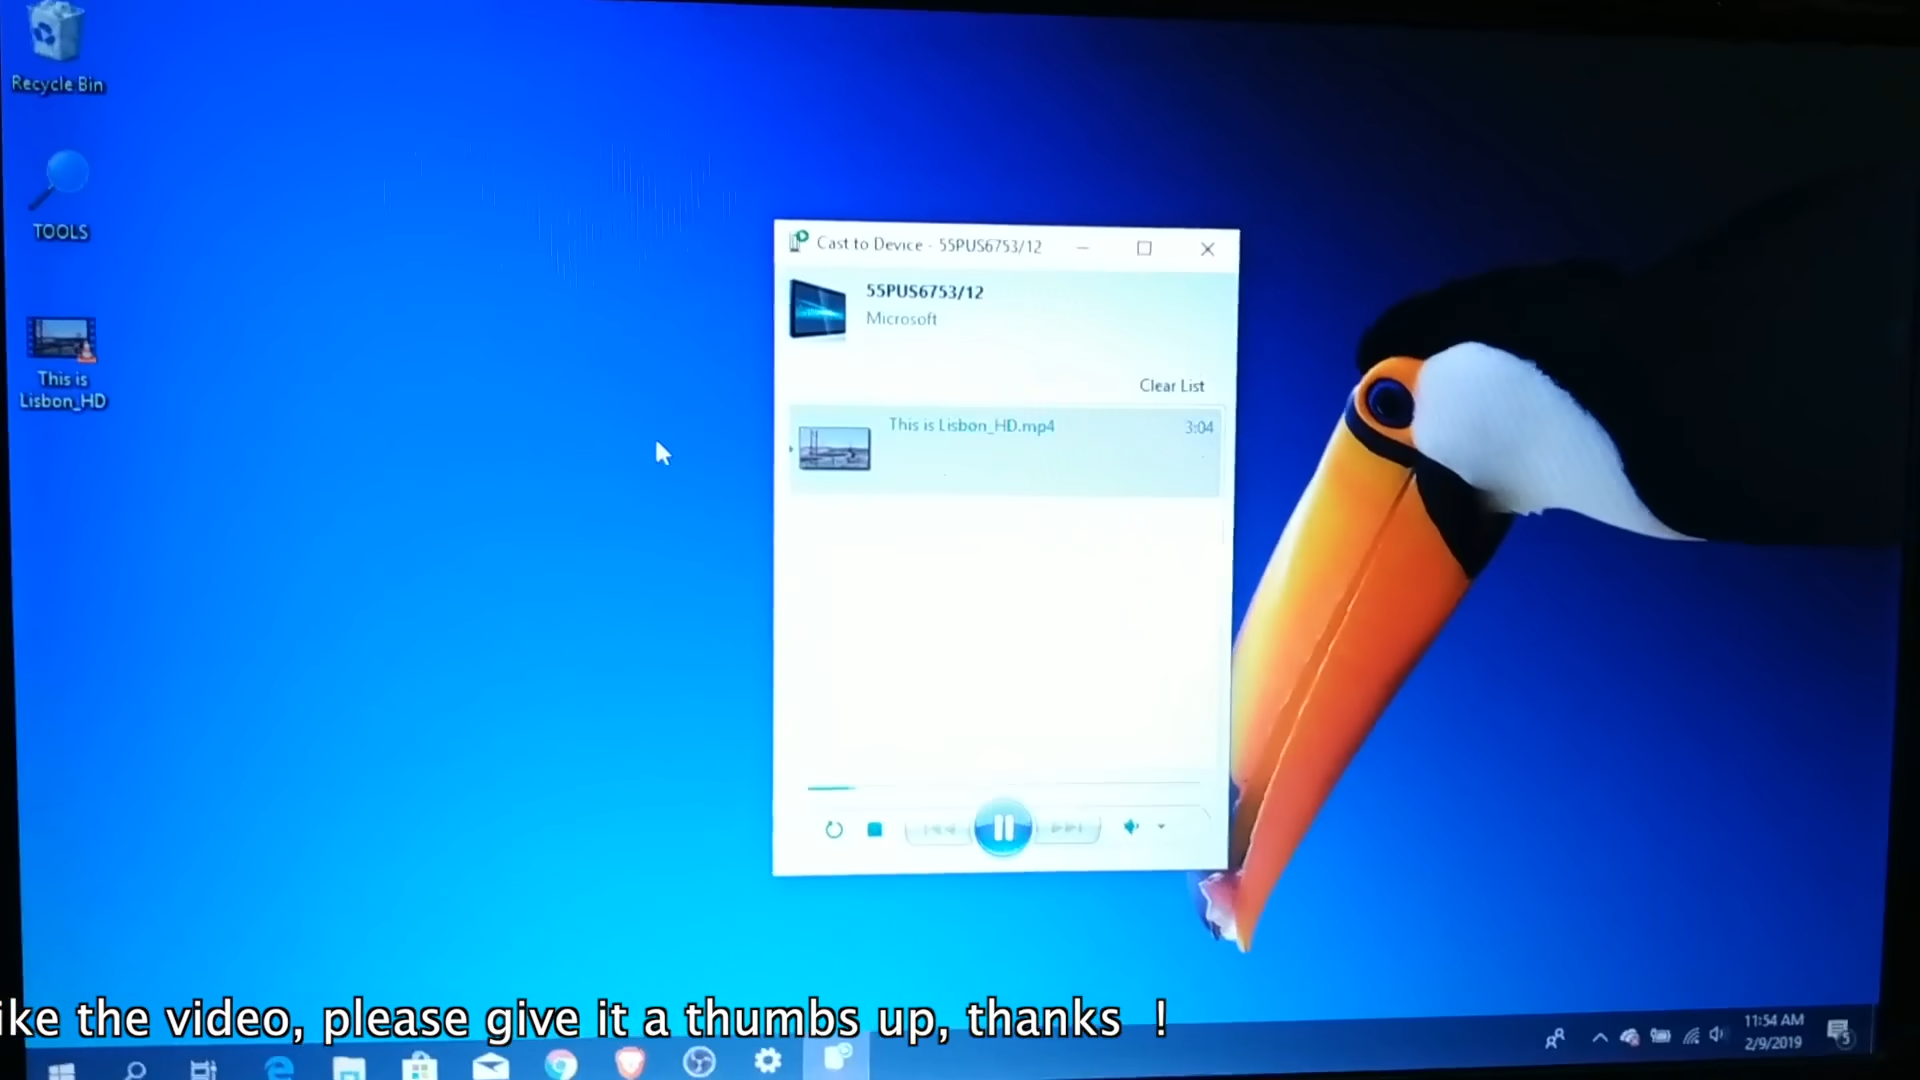 Recycle Bin
TOOLS
This is
Lisbon_HD
Cast to Device - 55PUS6753/12
55PUS6753/12
Microsoft
Clear List
This is Lisbon_HD.mp4
3:04
ike the video, please give it a thumbs up, thanks !
11:54 AM
2/9/2019
5